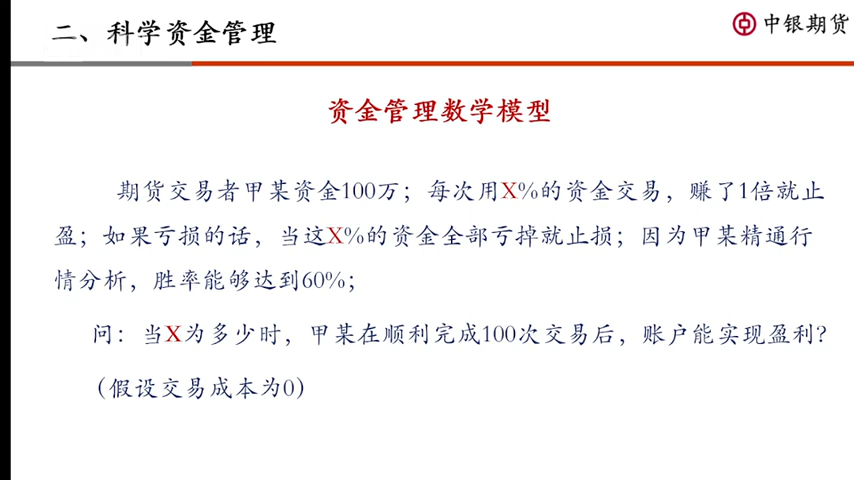 二、科学资金管理
中银期货
资金管理数学模型
期货交易者甲某资金100万；每次用X%的资金交易，赚了1倍就止
盈；如果亏损的话，当这X%的资金全部亏掉就止损；因为甲某精通行
情分析，胜率能够达到60%；
问：当X为多少时，甲某在顺利完成100次交易后，账户能实现盈利？
（假设交易成本为0）